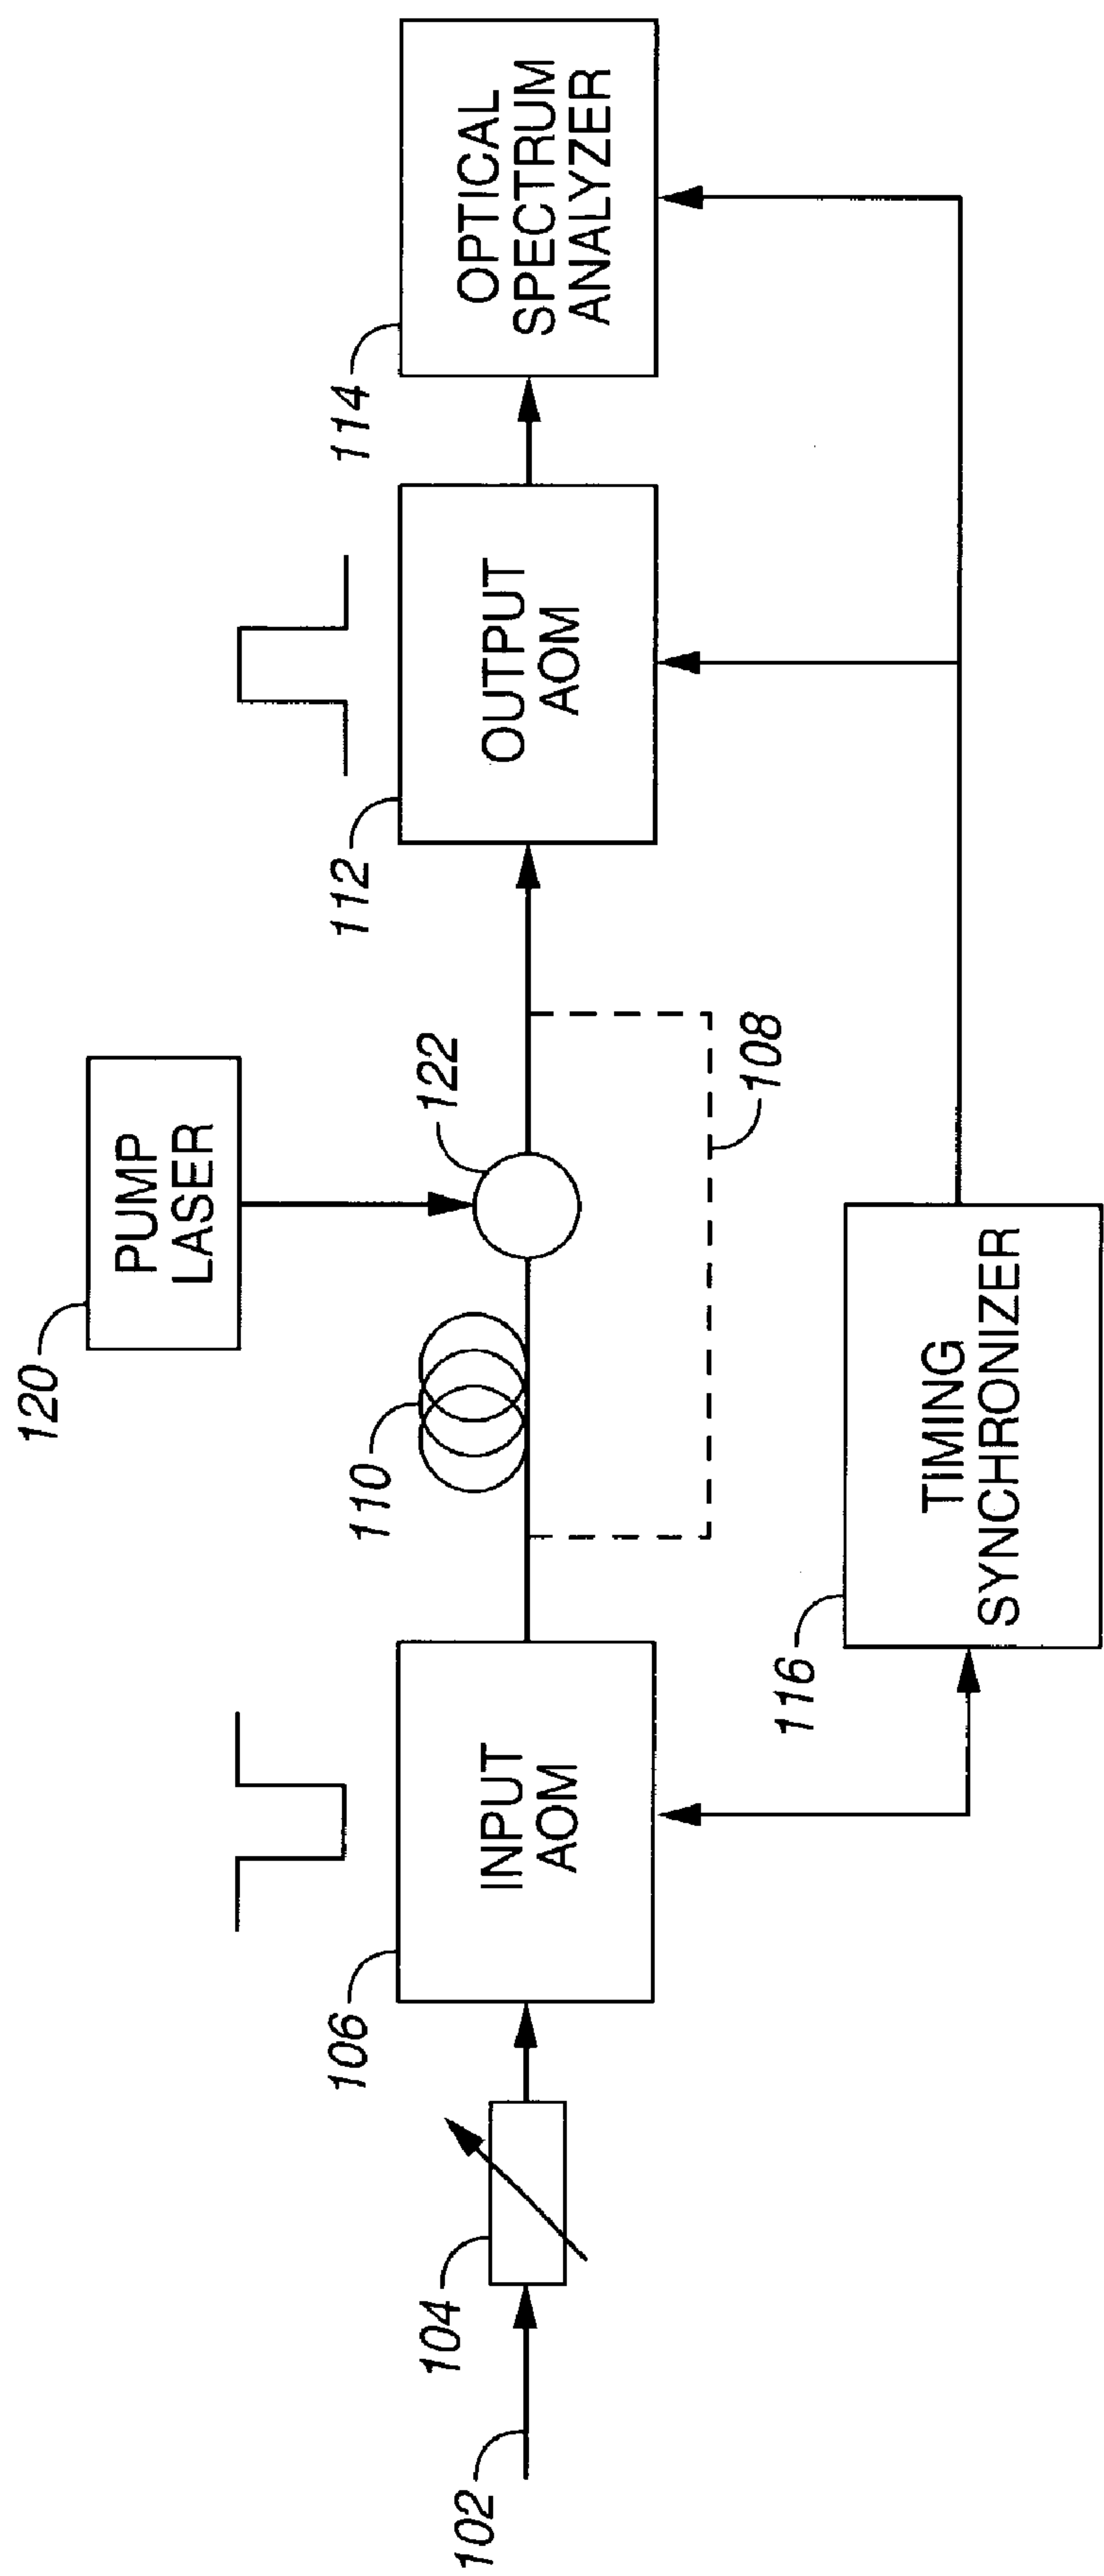 120
PUMP
LASER
102
104
106
INPUT
AOM
110
122
108
112
OUTPUT
AOM
114
OPTICAL
SPECTRUM
ANALYZER
116
TIMING
SYNCHRONIZER